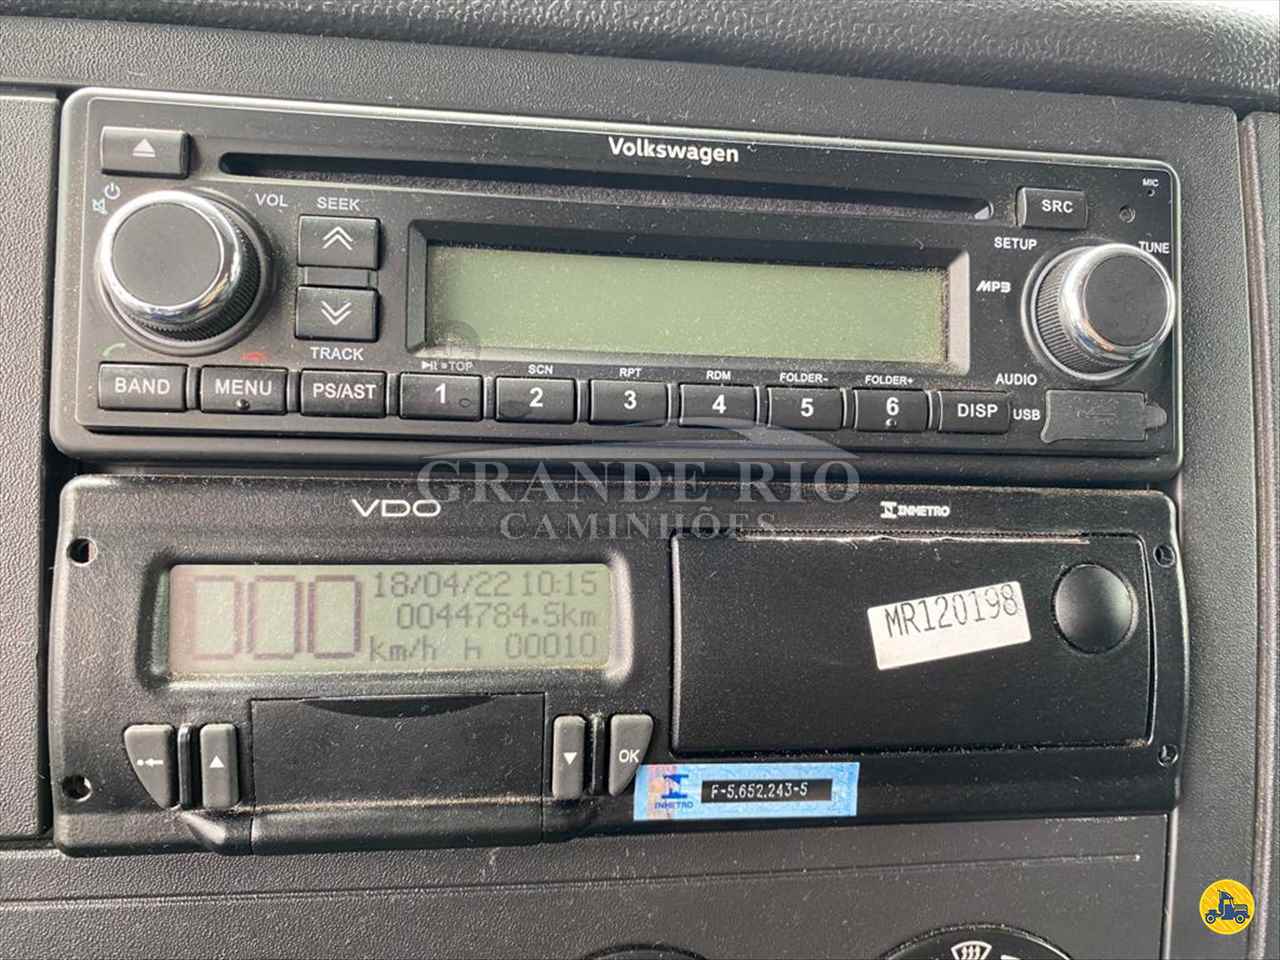 Volkswagen
MIC
VOL
SEEK
SRC
SETUP
TUNE
MP3
TRACK
TOP
SCN
RPT
RDM
FOLDER-
FOLDER+
AUDIO
BAND
MENU
PS/AST
1
2
3
4
5
6
DISP
USB
GRANDE RIO
CAMINHÕES
VDO
INMETRO
000
18/04/22 10:15
0044784.5km
km/h h 00010
MR120198
OK
INMETRO
F-5.652.243-5